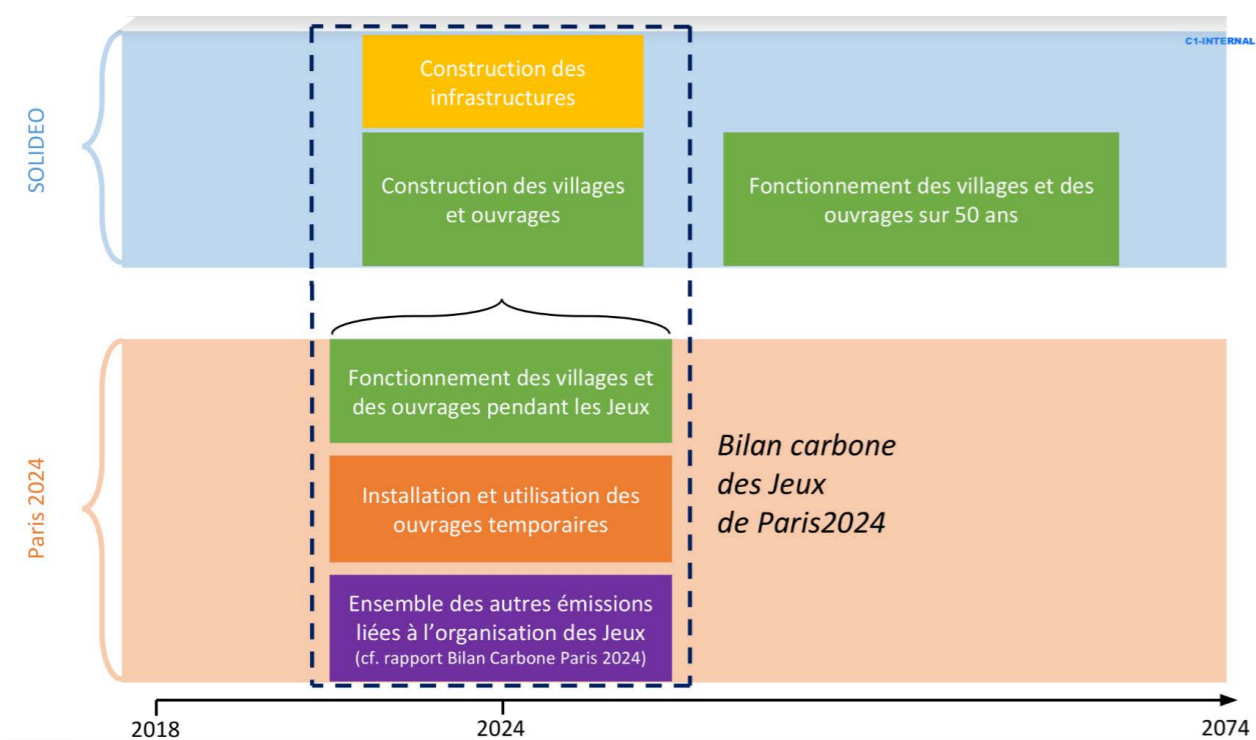 C1-INTERNAL
SOLIDEO
Construction des
infrastructures
Construction des villages
et ouvrages
Fonctionnement des villages et des
ouvrages sur 50 ans
Paris 2024
Fonctionnement des villages et
des ouvrages pendant les Jeux
Installation et utilisation des
ouvrages temporaires
Ensemble des autres émissions
liées à l'organisation des Jeux
(cf. rapport Bilan Carbone Paris 2024)
Bilan carbone
des Jeux
de Paris2024
2018
2024
2074